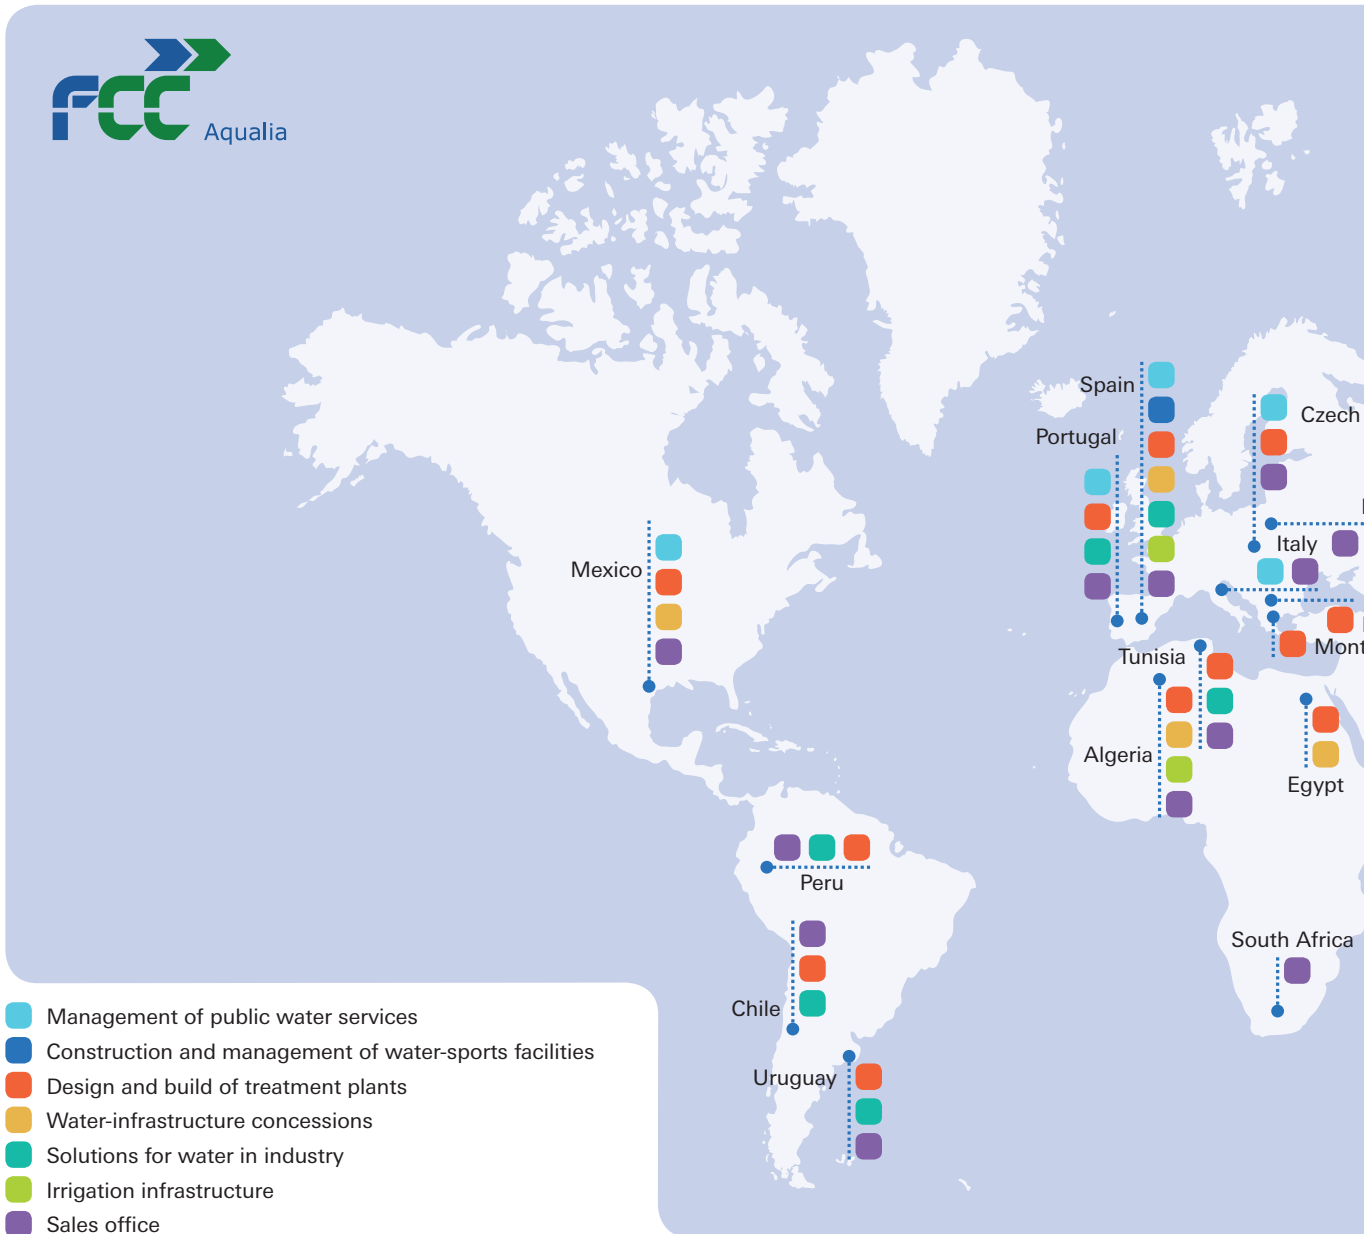 FCC
Aqualia
Spain
Czech
Portugal
Italy
Mexico
Mont
Tunisia
Algeria
Egypt
Peru
South Africa
Chile
Uruguay
Management of public water services
Construction and management of water-sports facilities
Design and build of treatment plants
Water-infrastructure concessions
Solutions for water in industry
Irrigation infrastructure
Sales office